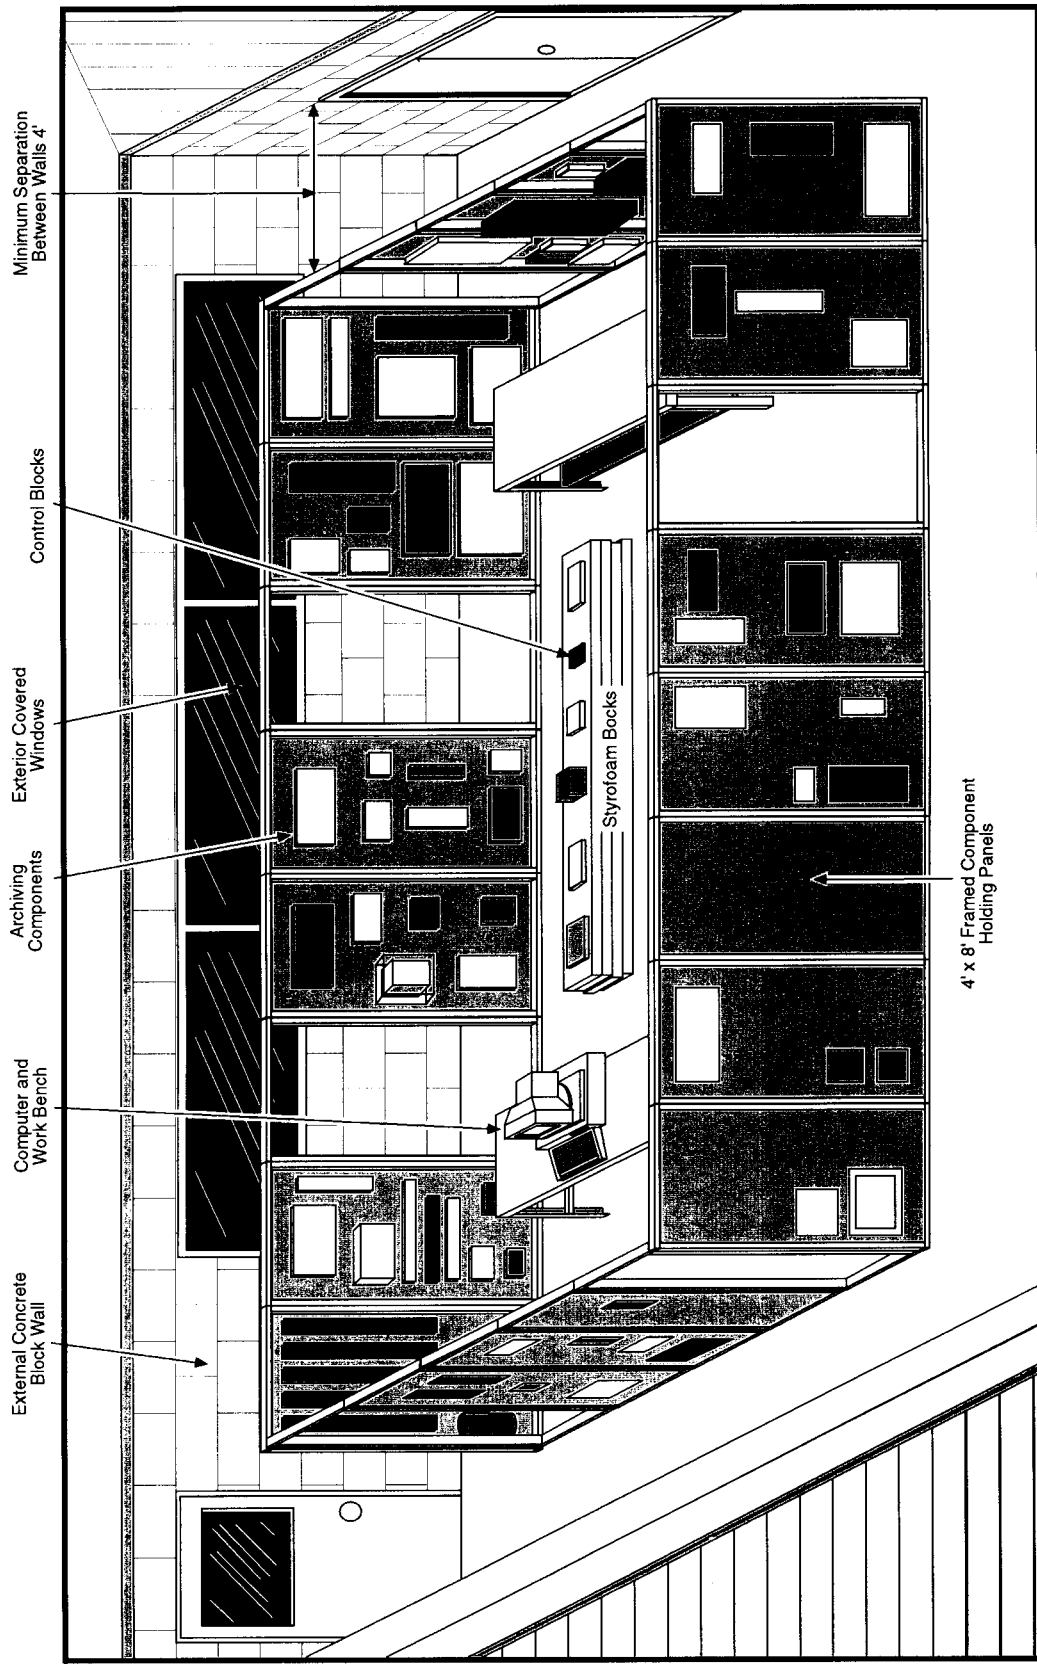 External Concrete
Block Wall
Computer and
Work Bench
Archiving
Components
Exterior Covered
Windows
Control Blocks
Minimum Separation
Between Walls 4'
Styrofoam Bocks
4' x 8' Framed Component
Holding Panels